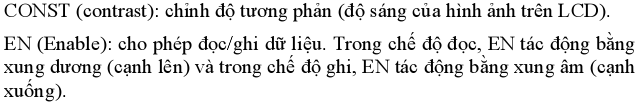 CONST (contrast): chỉnh độ tương phản (độ sáng của hình ảnh trên LCD).
EN (Enable): cho phép đọc/ghi dữ liệu. Trong chế độ đọc, EN tác động bằng
xung dương (cạnh lên) và trong chế độ ghi, EN tác động bằng xung âm (cạnh
xuống).